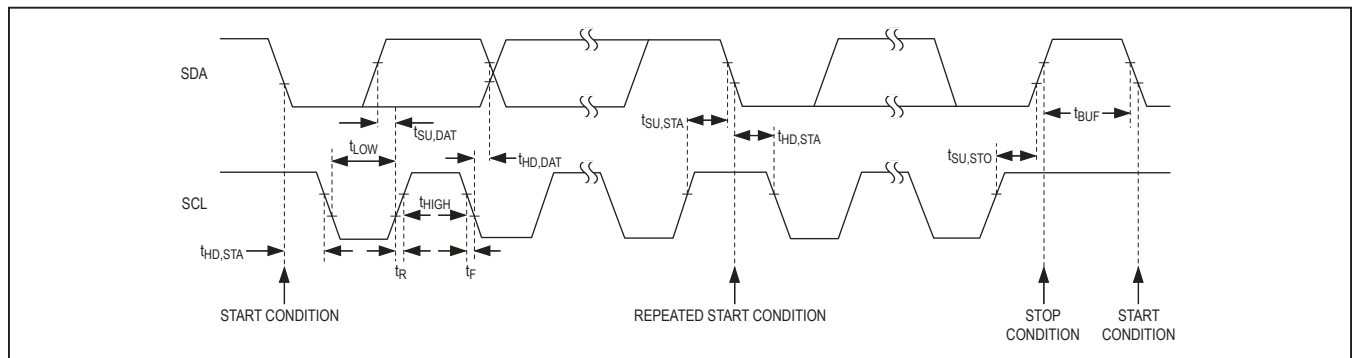 SDA
tSU,DAT
tSU,STA
tHD,STA
tBUF
tLOW
tHD,DAT
tSU,STO
SCL
tHIGH
tHD,STA
tR
tF
START CONDITION
REPEATED START CONDITION
STOP
CONDITION
START
CONDITION